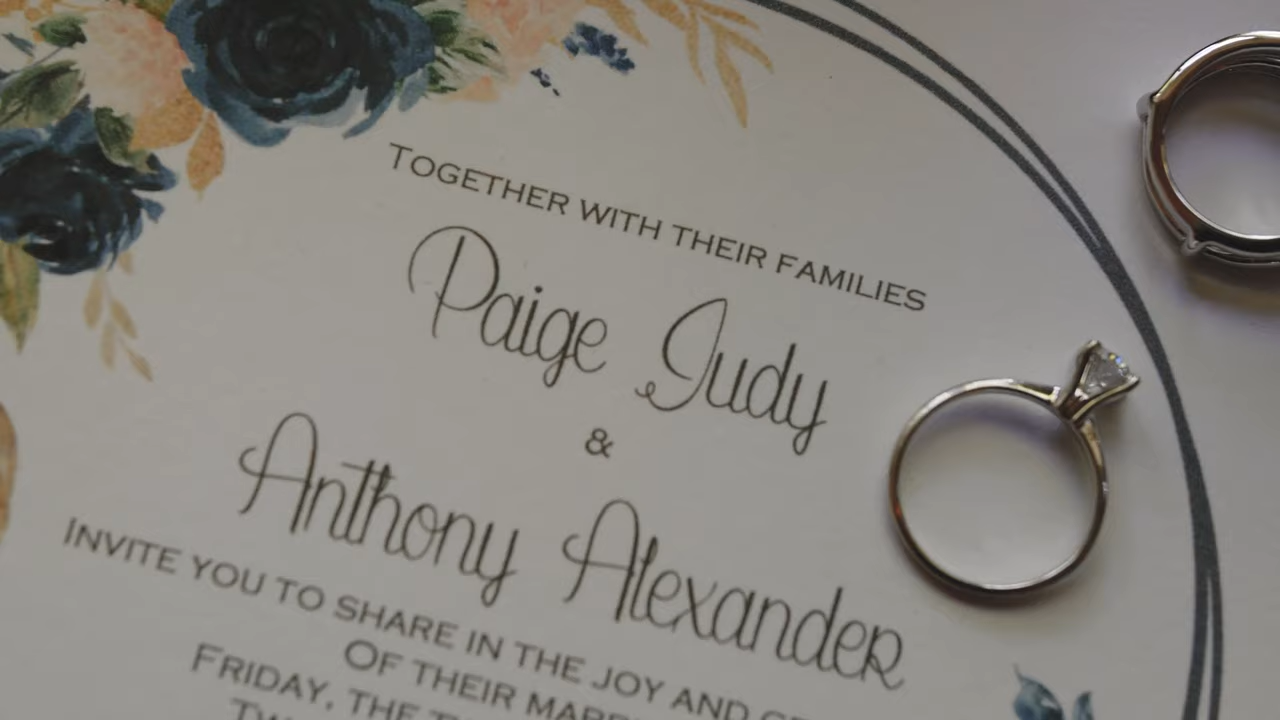 Together with their families
Paige Judy
&
Anthony Alexander
Invite you to share in the joy and
Of their
Friday, the